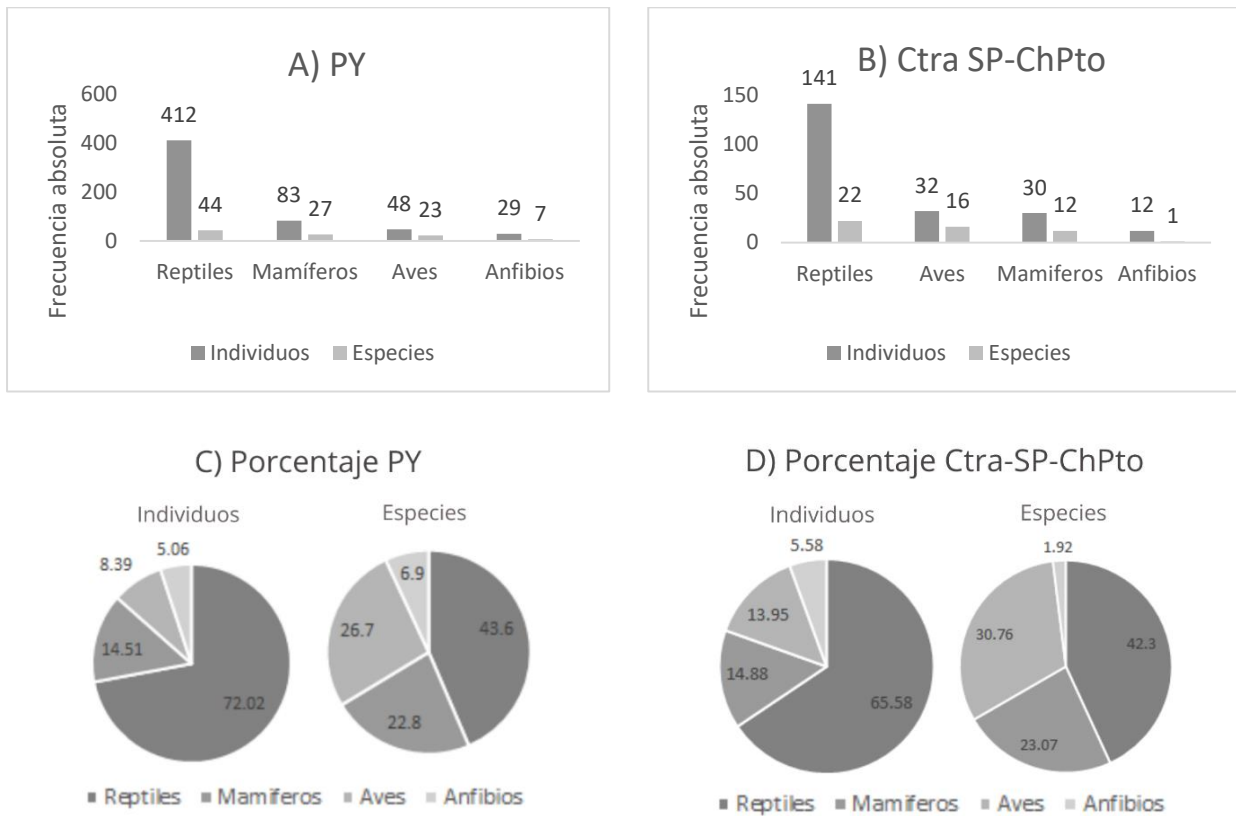 A) PY
Frecuencia absoluta
600
400
200
0
412
44
83
27
48
23
29
7
Reptiles Mamíferos Aves Anfibios
Individuos Especies
B) Ctra SP-ChPto
Frecuencia absoluta
150
100
50
0
141
22
32
16
30
12
12
1
Reptiles Aves Mamiferos Anfibios
Individuos Especies
C) Porcentaje PY
Individuos
5.06
8.39
14.51
72.02
Especies
6.9
26.7
43.6
22.8
Reptiles Mamíferos Aves Anfibios
D) Porcentaje Ctra-SP-ChPto
Individuos
5.58
13.95
14.88
65.58
Especies
1.92
30.76
42.3
23.07
Reptiles Mamíferos Aves Anfibios